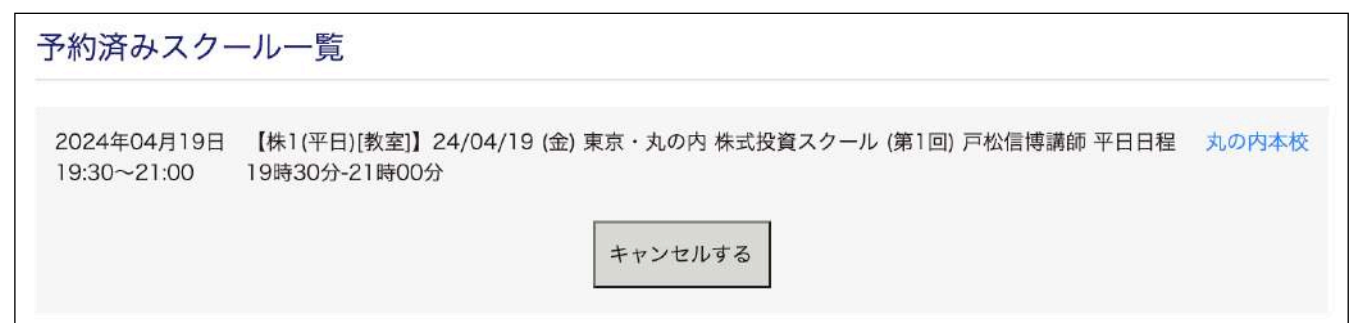 予約済みスクール一覧
2024年04月19日 【株1(平日)[教室]】24/04/19 (金) 東京・丸の内 株式投資スクール (第1回) 戸松信博講師 平日日程 丸の内本校
19:30〜21:00 19時30分-21時00分
キャンセルする